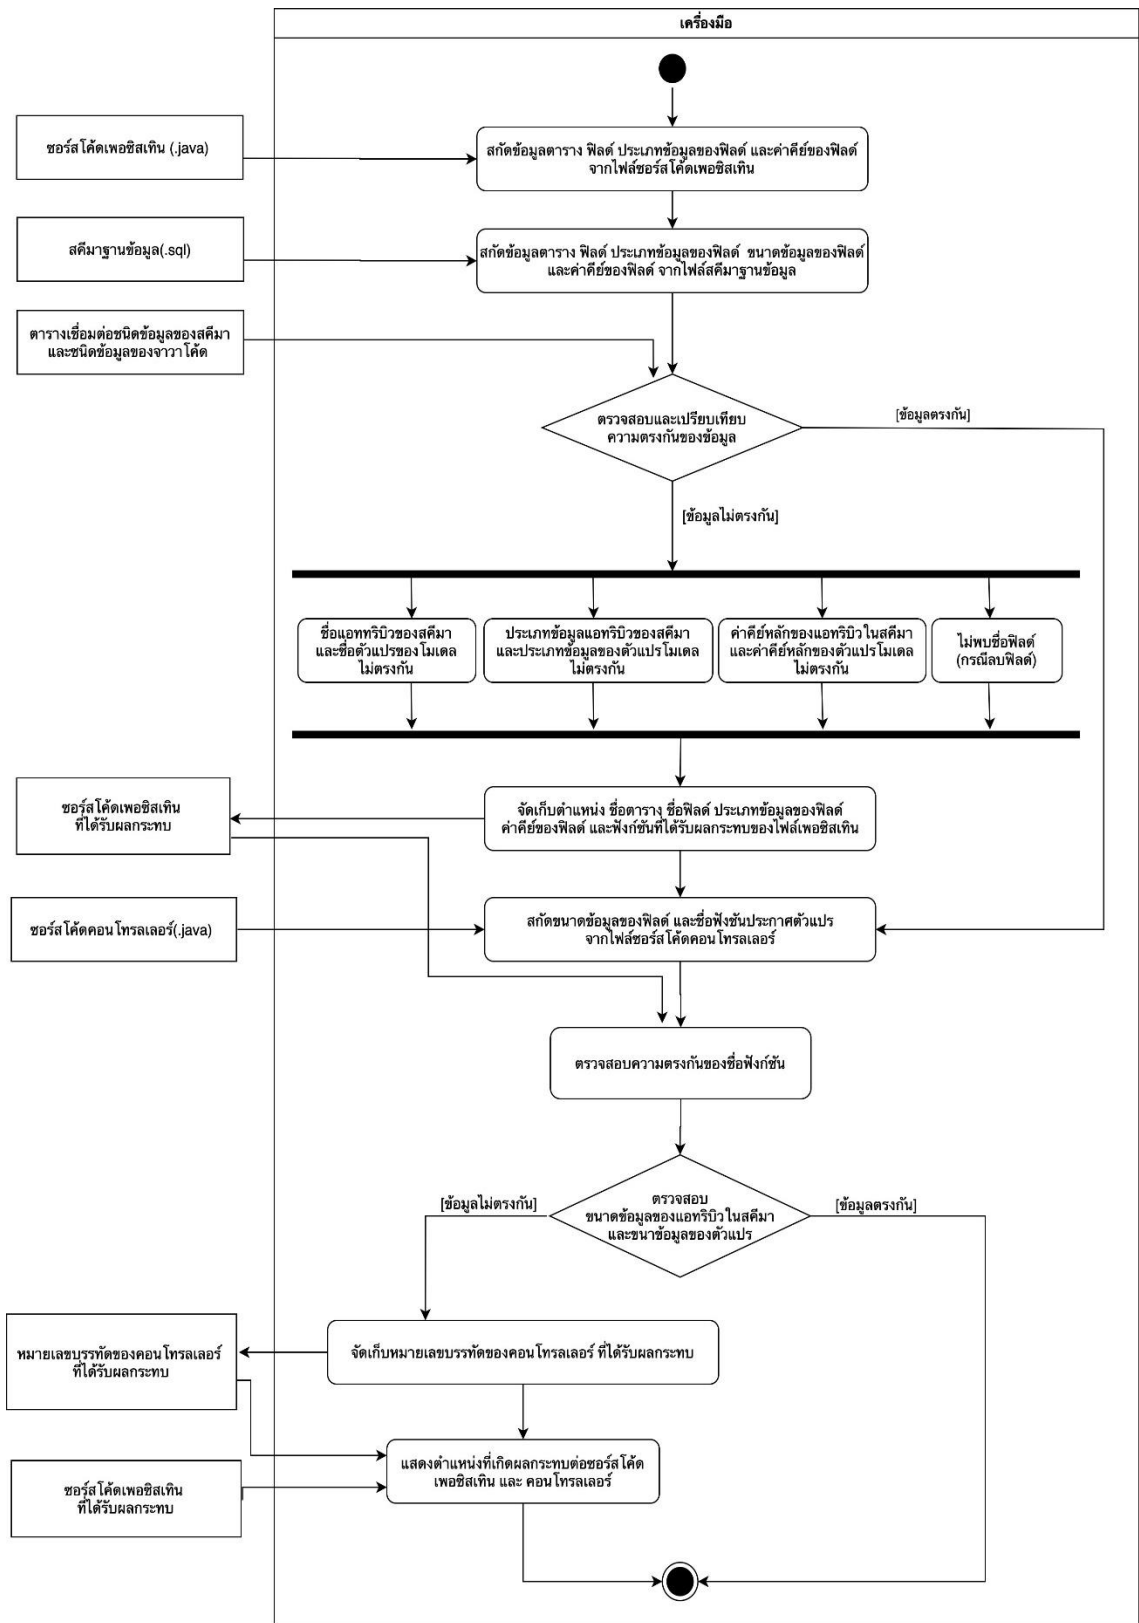 เครื่องมือ
ซอร์สโค้ดเพอซิสเทิน (.java)
สกัดข้อมูลตาราง ฟิลด์ ประเภทข้อมูลของฟิลด์ และค่าคีย์ของฟิลด์
จากไฟล์ซอร์สโค้ดเพอซิสเทิน
สคีมาฐานข้อมูล(.sql)
สกัดข้อมูลตาราง ฟิลด์ ประเภทข้อมูลของฟิลด์ ขนาดข้อมูลของฟิลด์
และค่าคีย์ของฟิลด์ จากไฟล์สคีมาฐานข้อมูล
ตารางเชื่อมต่อชนิดข้อมูลของสคีมา
และชนิดข้อมูลของจาวาโค้ด
ตรวจสอบและเปรียบเทียบ
ความตรงกันของข้อมูล
[ข้อมูลตรงกัน]
[ข้อมูลไม่ตรงกัน]
ชื่อแอททริบิวของสคีมา
และชื่อตัวแปรของโมเดล
ไม่ตรงกัน
ประเภทข้อมูลแอทริบิวของสคีมา
และประเภทข้อมูลของตัวแปรโมเดล
ไม่ตรงกัน
ค่าคีย์หลักของแอทริบิวในสคีมา
และค่าคีย์หลักของตัวแปรโมเดล
ไม่ตรงกัน
ไม่พบชื่อฟิลด์
(กรณีลบฟิลด์)
ซอร์สโค้ดเพอซิสเทิน
ที่ได้รับผลกระทบ
จัดเก็บตำแหน่ง ชื่อตาราง ชื่อฟิลด์ ประเภทข้อมูลของฟิลด์
ค่าคีย์ของฟิลด์ และฟังก์ชันที่ได้รับผลกระทบของไฟล์เพอซิสเทิน
ซอร์สโค้ดคอนโทรลเลอร์(.java)
สกัดขนาดข้อมูลของฟิลด์ และชื่อฟังชันประกาศตัวแปร
จากไฟล์ซอร์สโค้ดคอนโทรลเลอร์
ตรวจสอบความตรงกันของชื่อฟังก์ชัน
[ข้อมูลไม่ตรงกัน]
ตรวจสอบ
ขนาดข้อมูลของแอทริบิวในสคีมา
และขนาข้อมูลของตัวแปร
[ข้อมูลตรงกัน]
หมายเลขบรรทัดของคอนโทรลเลอร์
ที่ได้รับผลกระทบ
จัดเก็บหมายเลขบรรทัดของคอนโทรลเลอร์ ที่ได้รับผลกระทบ
แสดงตำแหน่งที่เกิดผลกระทบต่อซอร์สโค้ด
เพอซิสเทิน และ คอนโทรลเลอร์
ซอร์สโค้ดเพอซิสเทิน
ที่ได้รับผลกระทบ